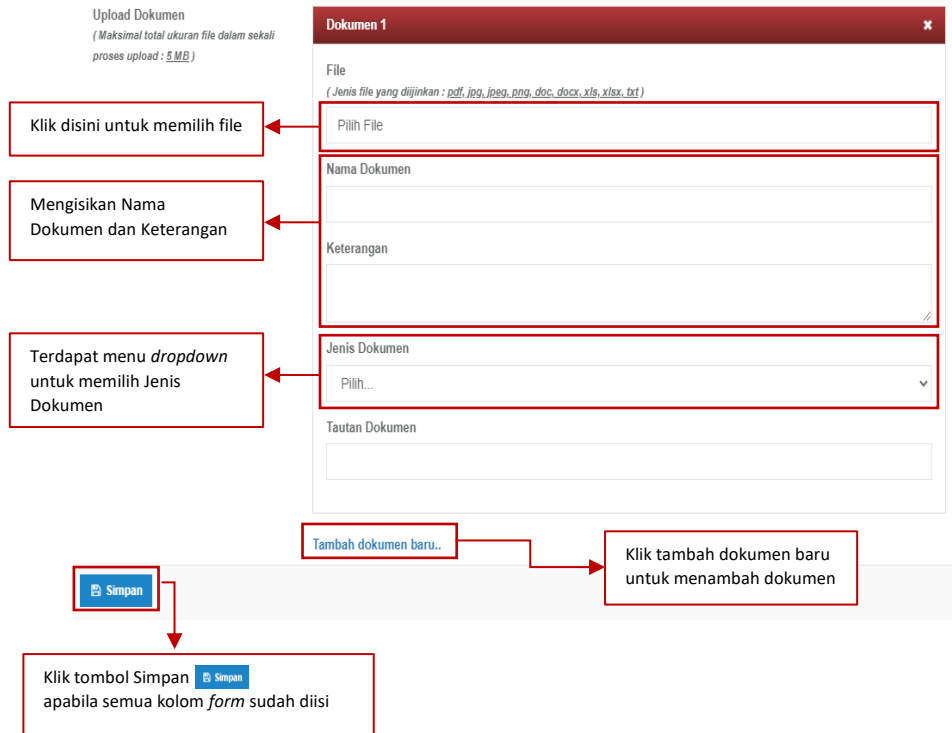 Upload Dokumen
( Maksimal total ukuran file dalam sekali
proses upload : 5 MB )
Dokumen 1
File
( Jenis file yang diijinkan : pdf, jpg, jpeg, png, doc, docx, xls, xlsx, txt )
Klik disini untuk memilih file
Pilih File
Mengisikan Nama
Dokumen dan Keterangan
Nama Dokumen
Keterangan
Terdapat menu dropdown
untuk memilih Jenis
Dokumen
Jenis Dokumen
Pilih...
Tautan Dokumen
Tambah dokumen baru..
Klik tambah dokumen baru
untuk menambah dokumen
Simpan
Klik tombol Simpan Simpan
apabila semua kolom form sudah diisi